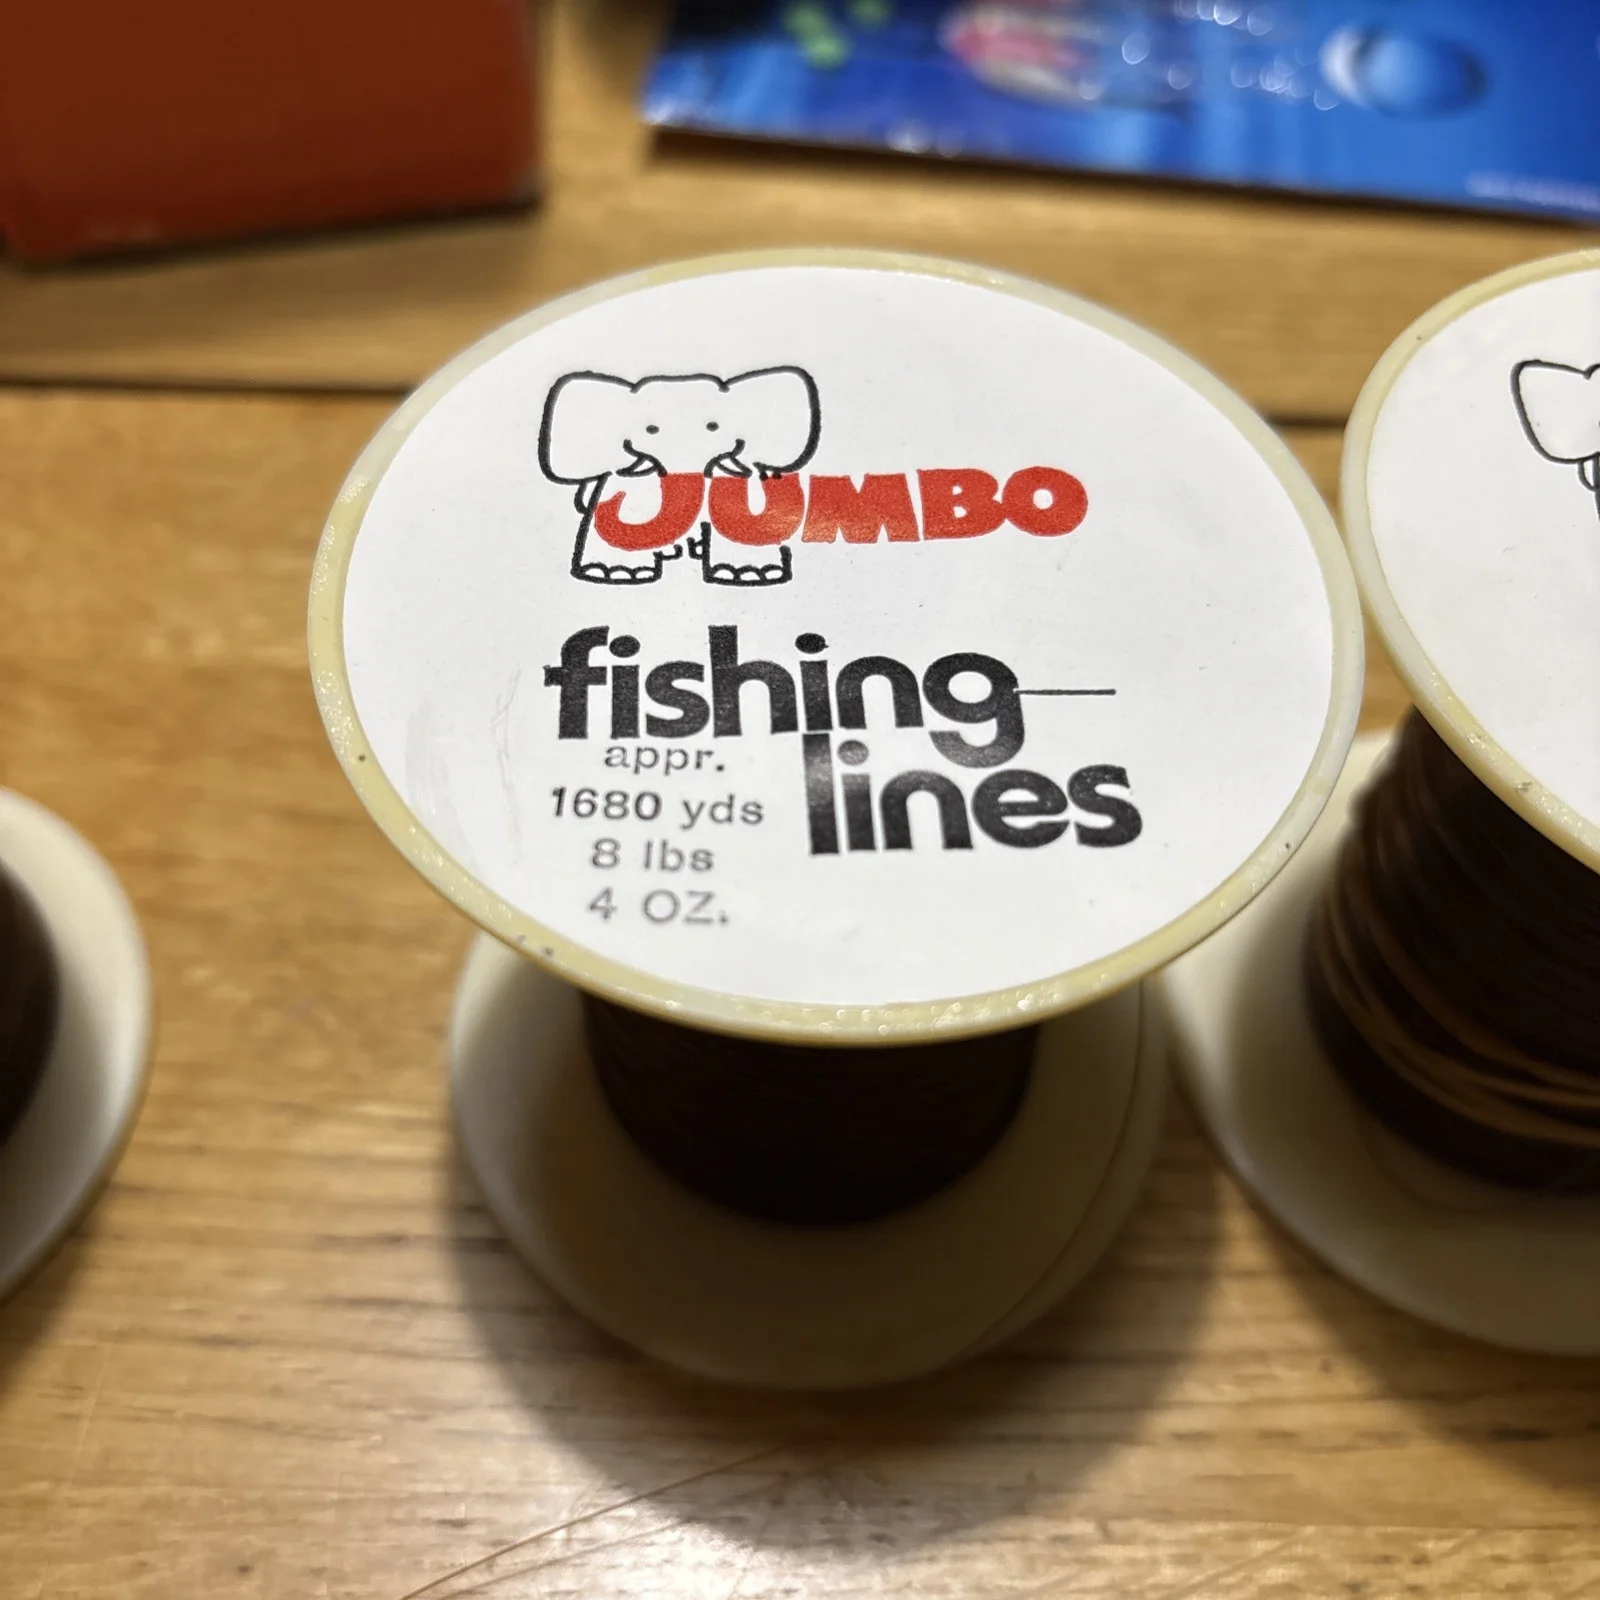 JUMBO
fishing
lines
appr.
1680 yds
8 lbs
4 OZ.